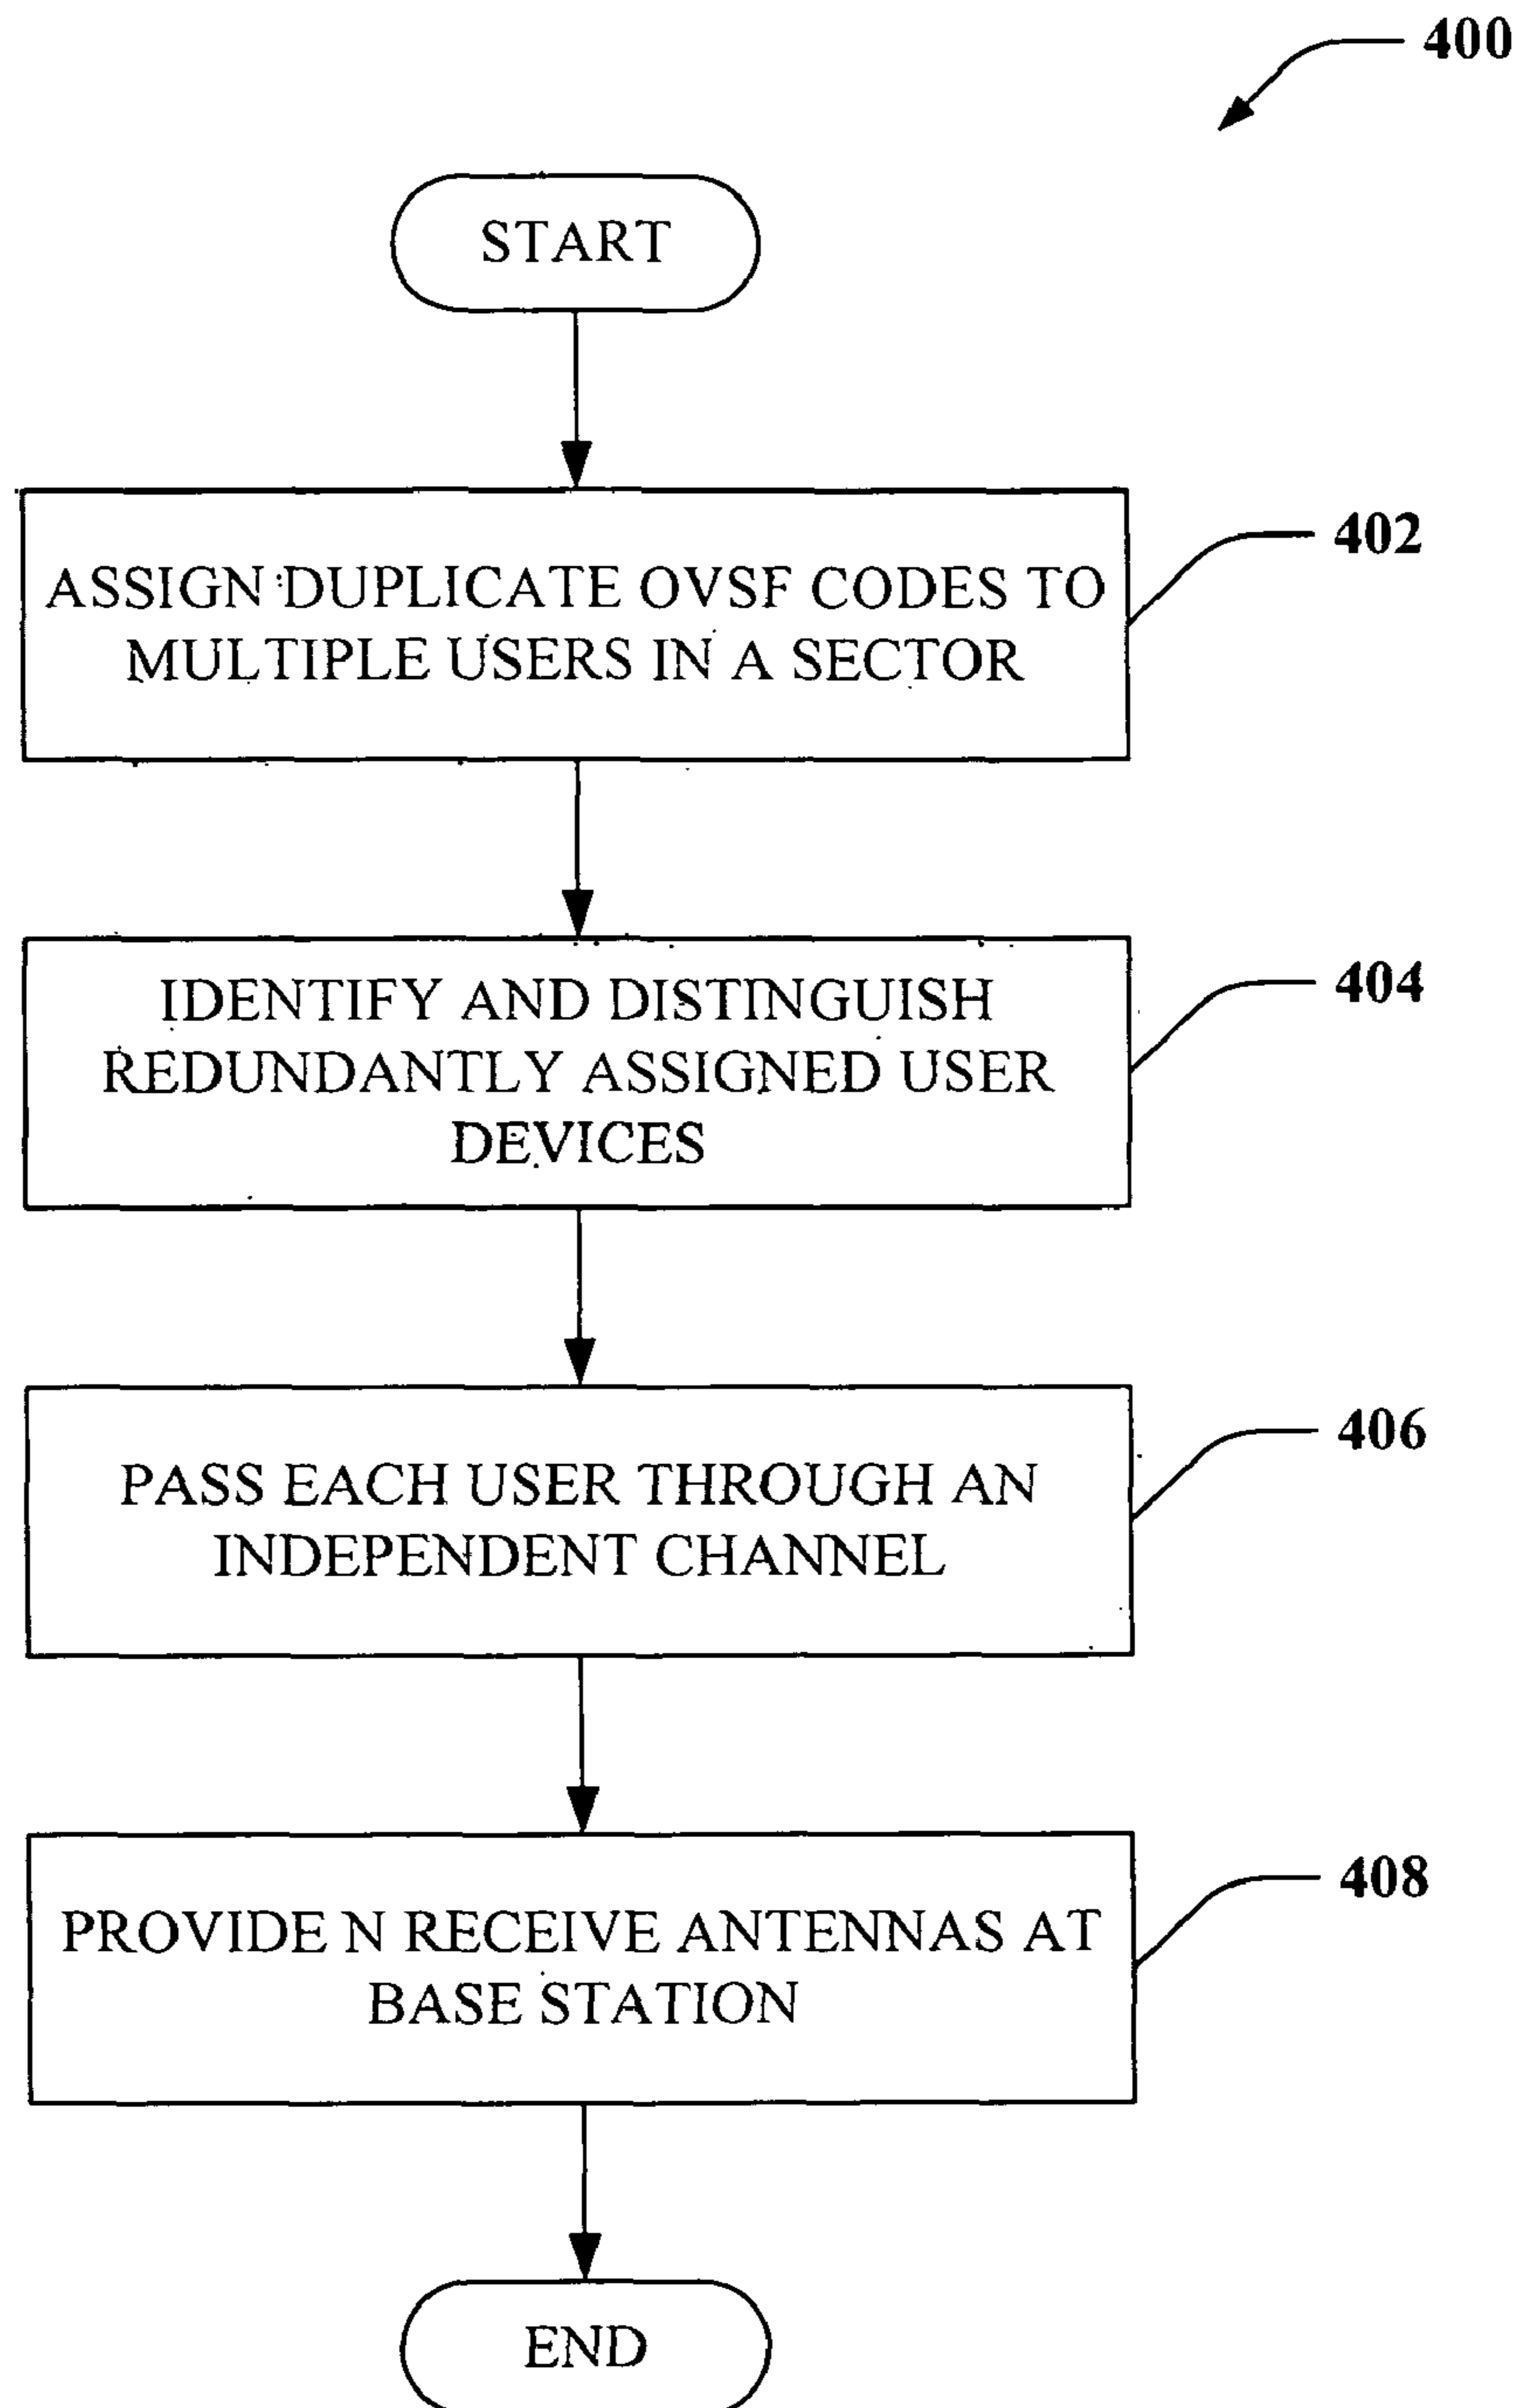 400
START
ASSIGN DUPLICATE OVSF CODES TO
MULTIPLE USERS IN A SECTOR
402
IDENTIFY AND DISTINGUISH
REDUNDANTLY ASSIGNED USER
DEVICES
404
PASS EACH USER THROUGH AN
INDEPENDENT CHANNEL
406
PROVIDE N RECEIVE ANTENNAS AT
BASE STATION
408
END